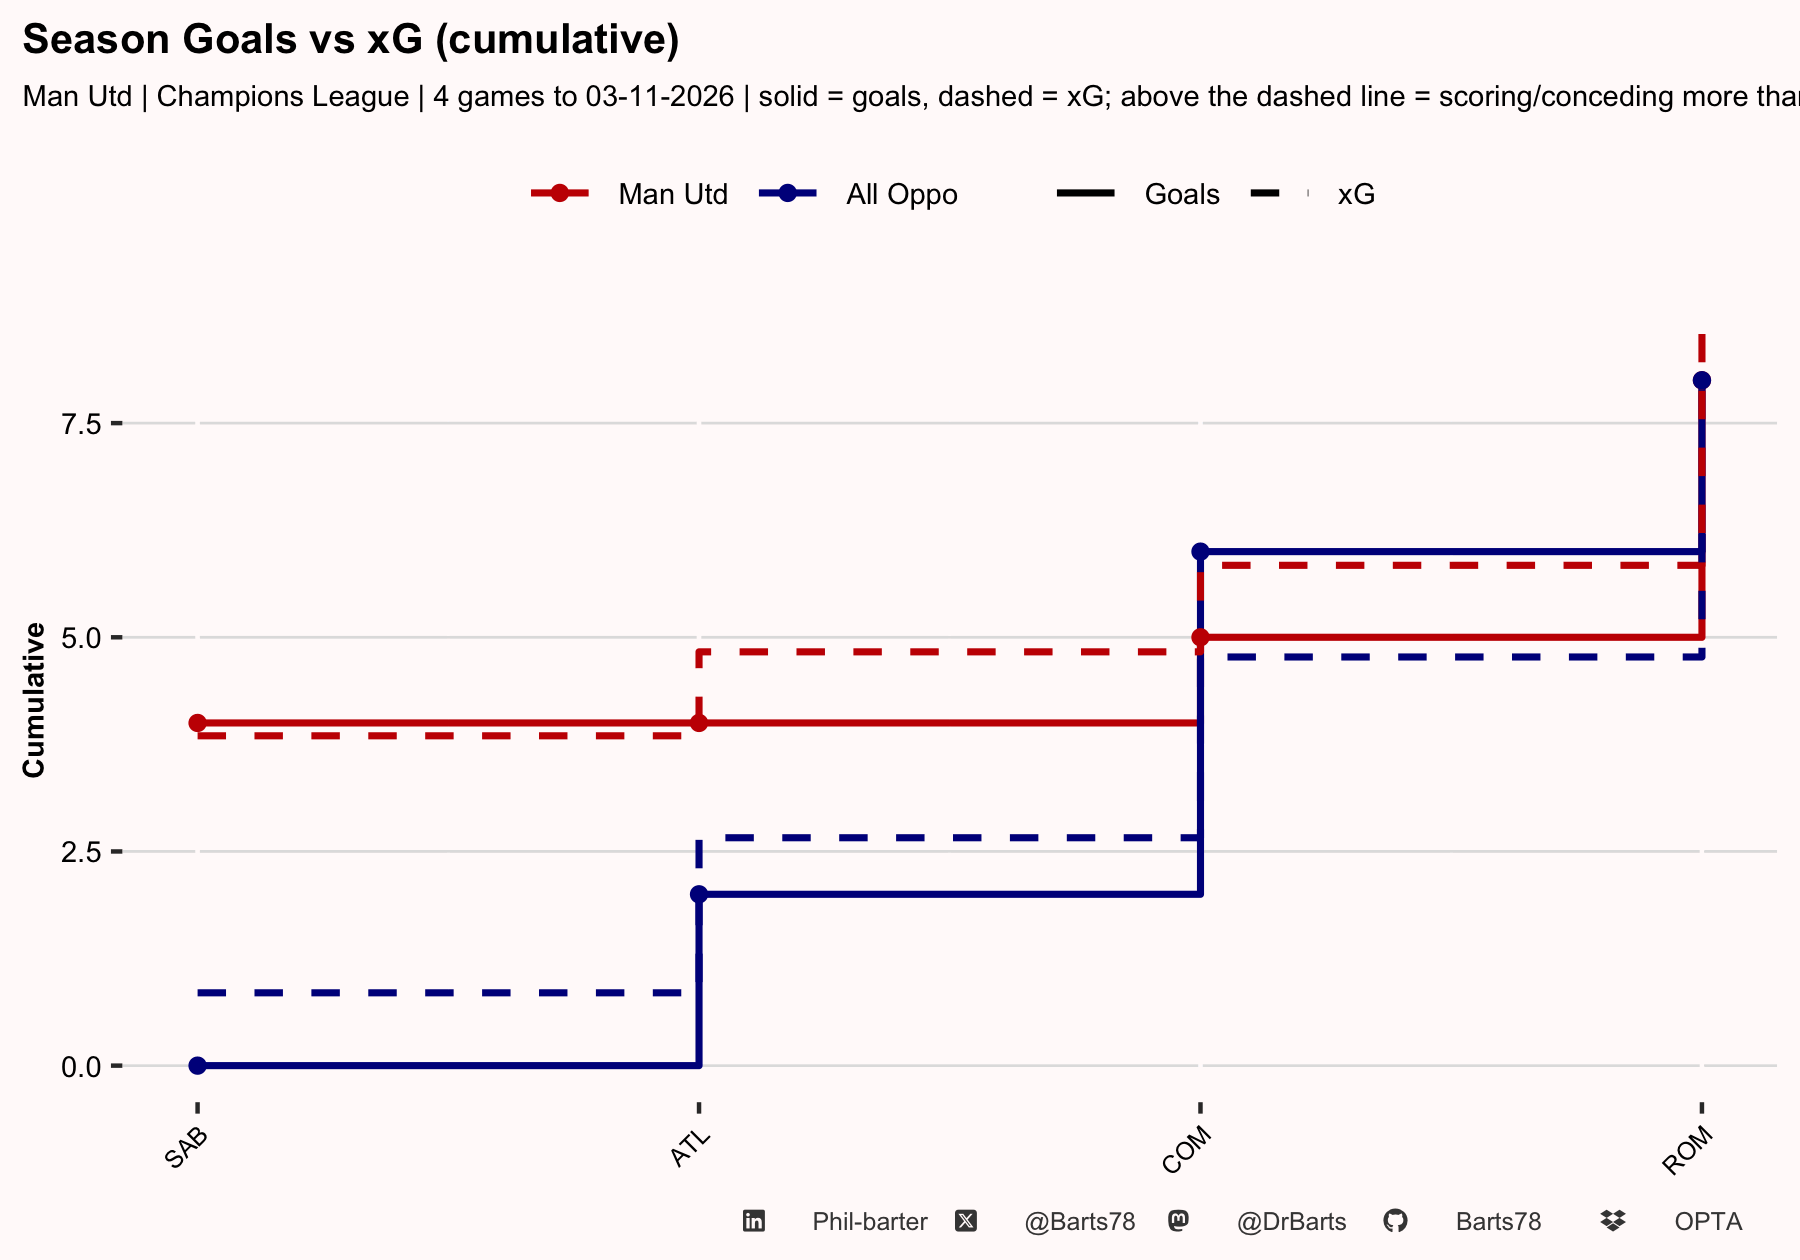 Season Goals vs xG (cumulative)
Man Utd | Champions League | 4 games to 03-11-2026 | solid = goals, dashed = xG; above the dashed line = scoring/conceding more than
Man Utd All Oppo Goals xG
Cumulative
7.5
5.0
2.5
0.0
SAB ATL COM ROM
Phil-barter @Barts78 @DrBarts Barts78 OPTA